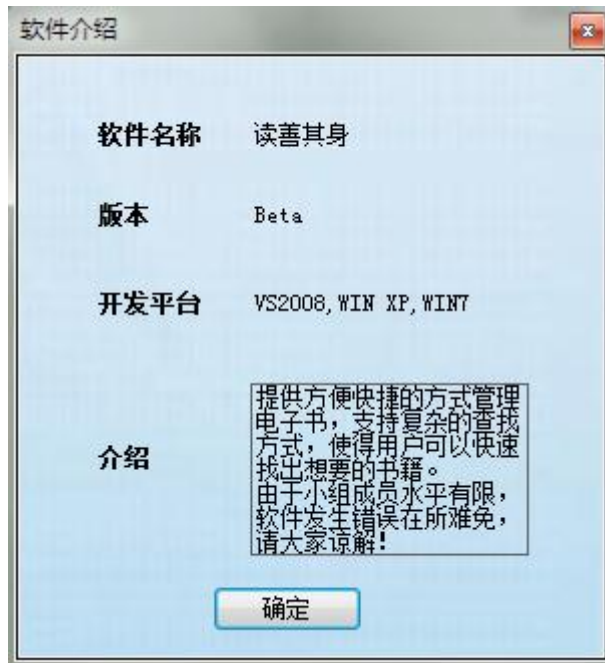 软件介绍
软件名称 读善其身
版本 Beta
开发平台 VS2008,WIN XP,WIN7
介绍
提供方便快捷的方式管理
电子书，支持复杂的查找
方式，使得用户可以快速
找出想要的书籍。
由于小组成员水平有限，
软件发生错误在所难免，
请大家谅解！
确定